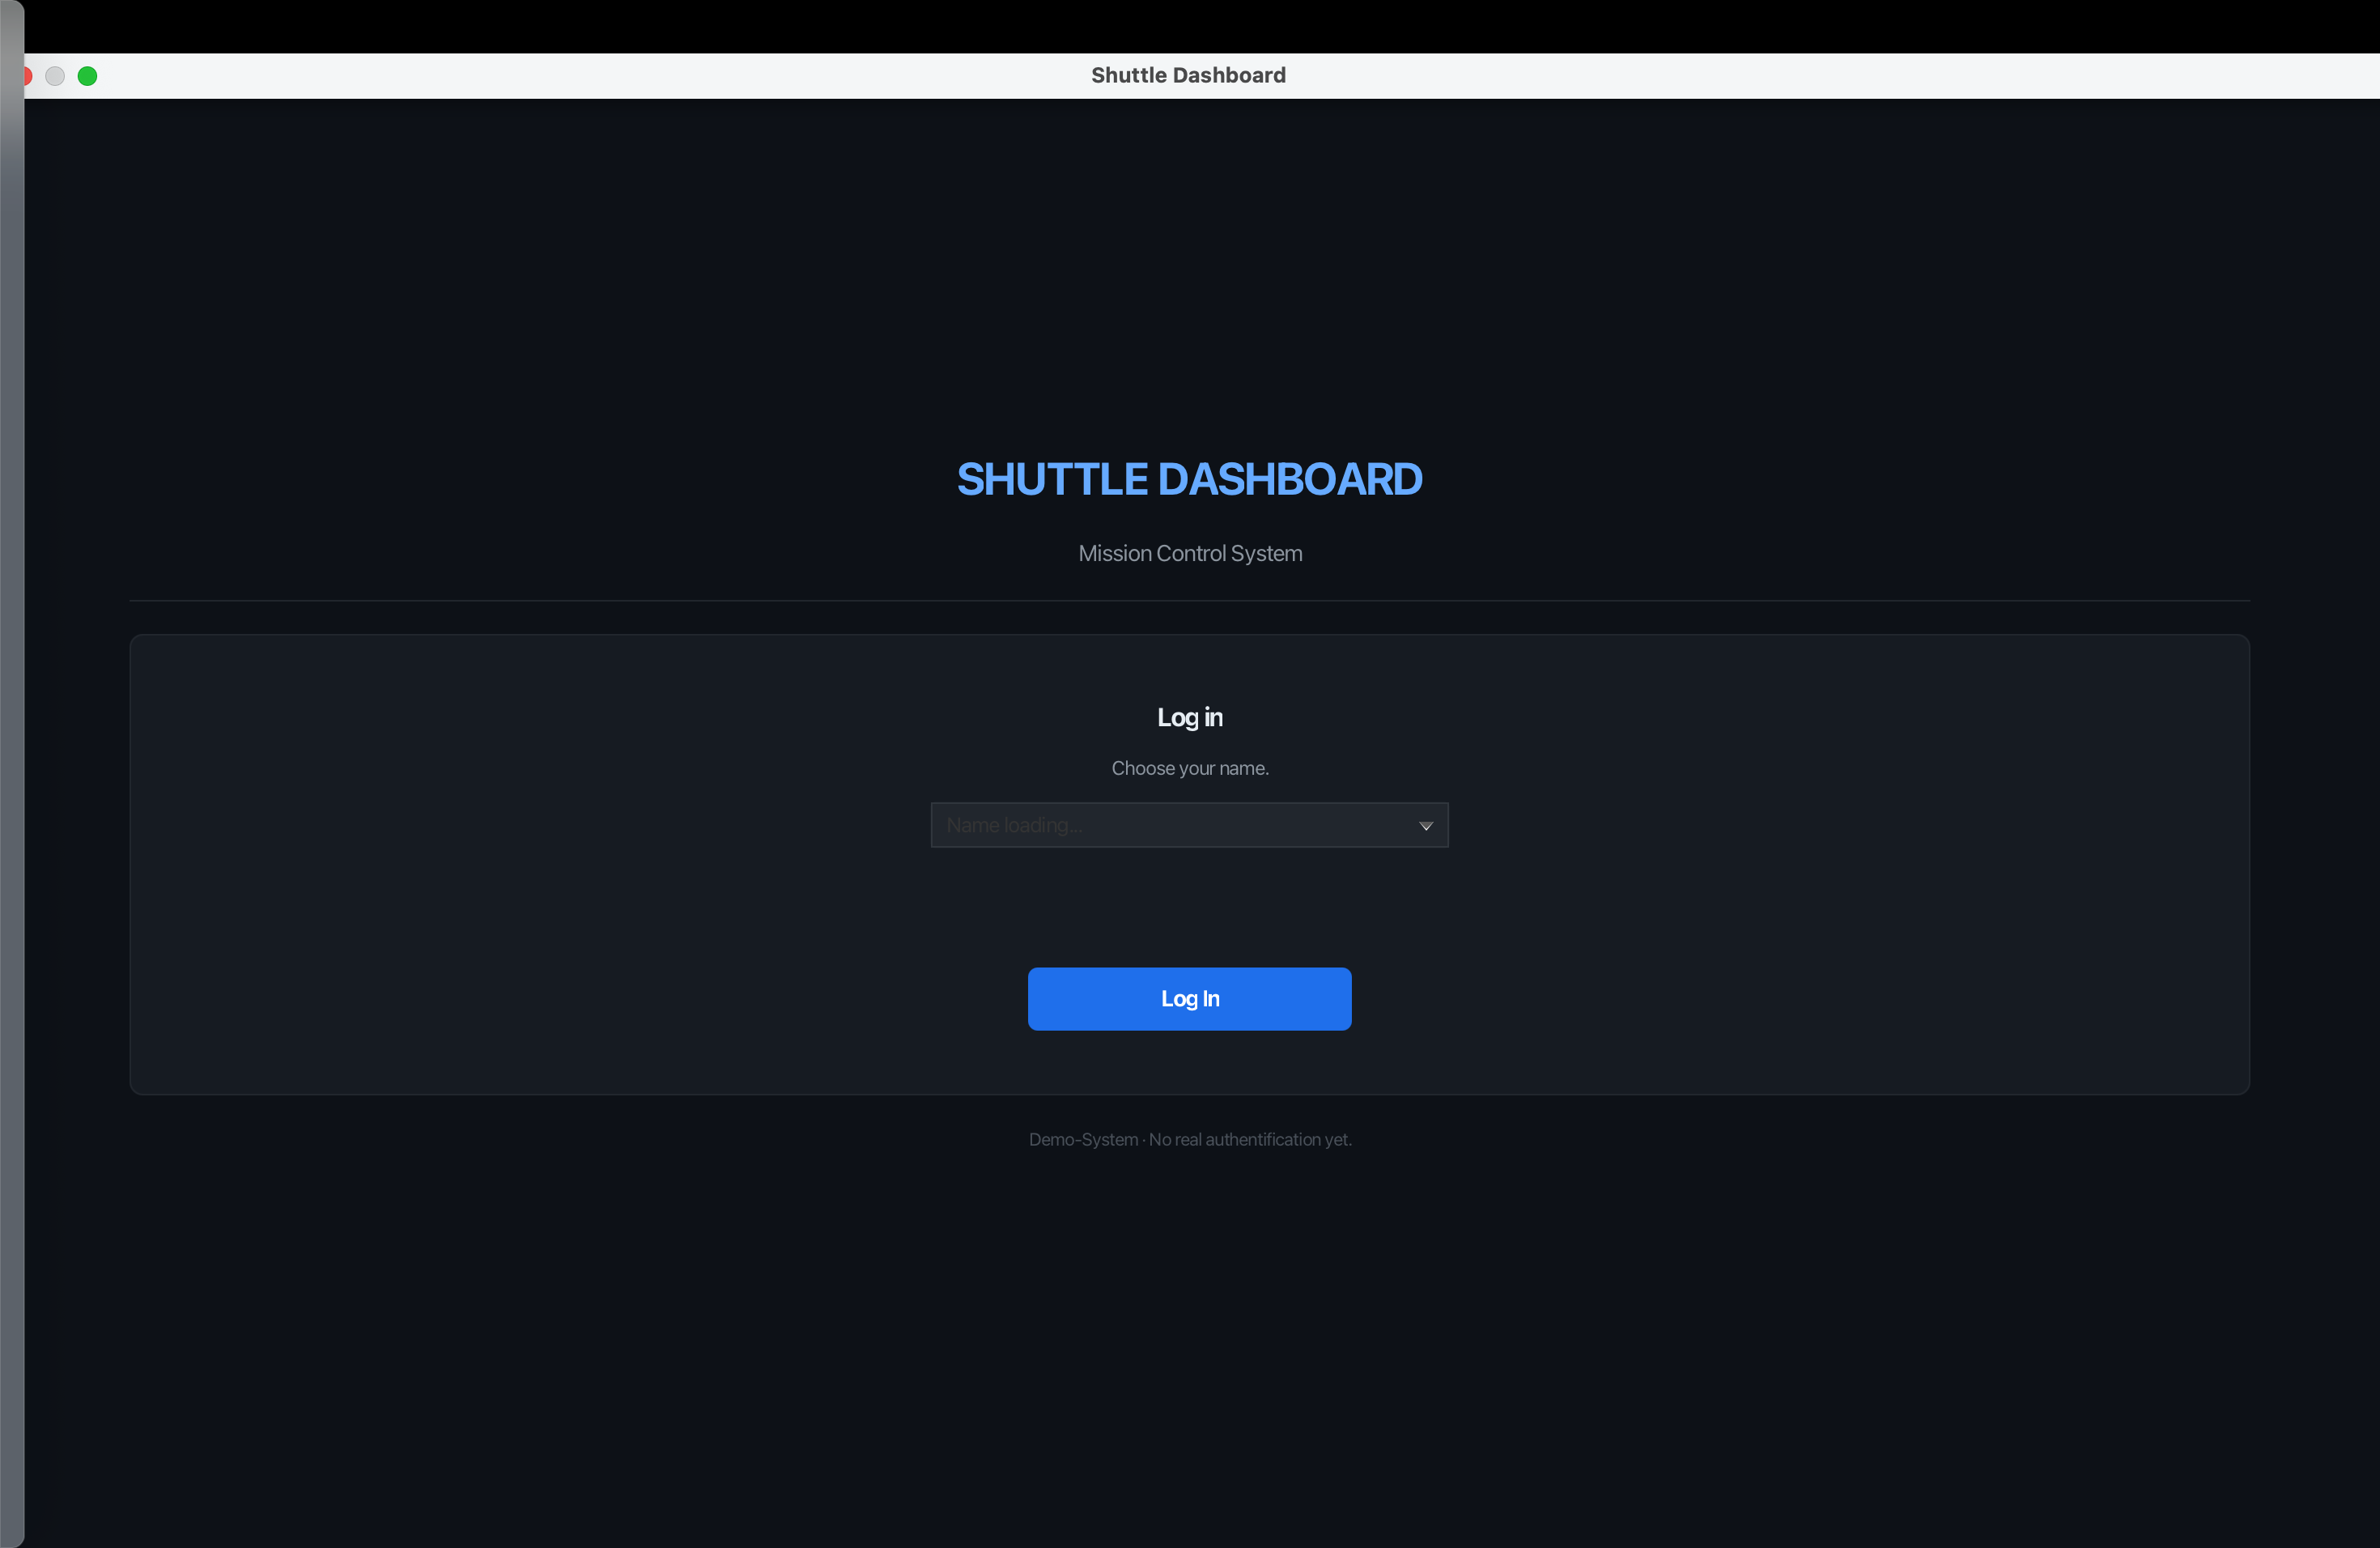 Shuttle Dashboard
SHUTTLE DASHBOARD
Mission Control System
Log in
Choose your name.
Name loading...
Log In
Demo-System · No real authentification yet.